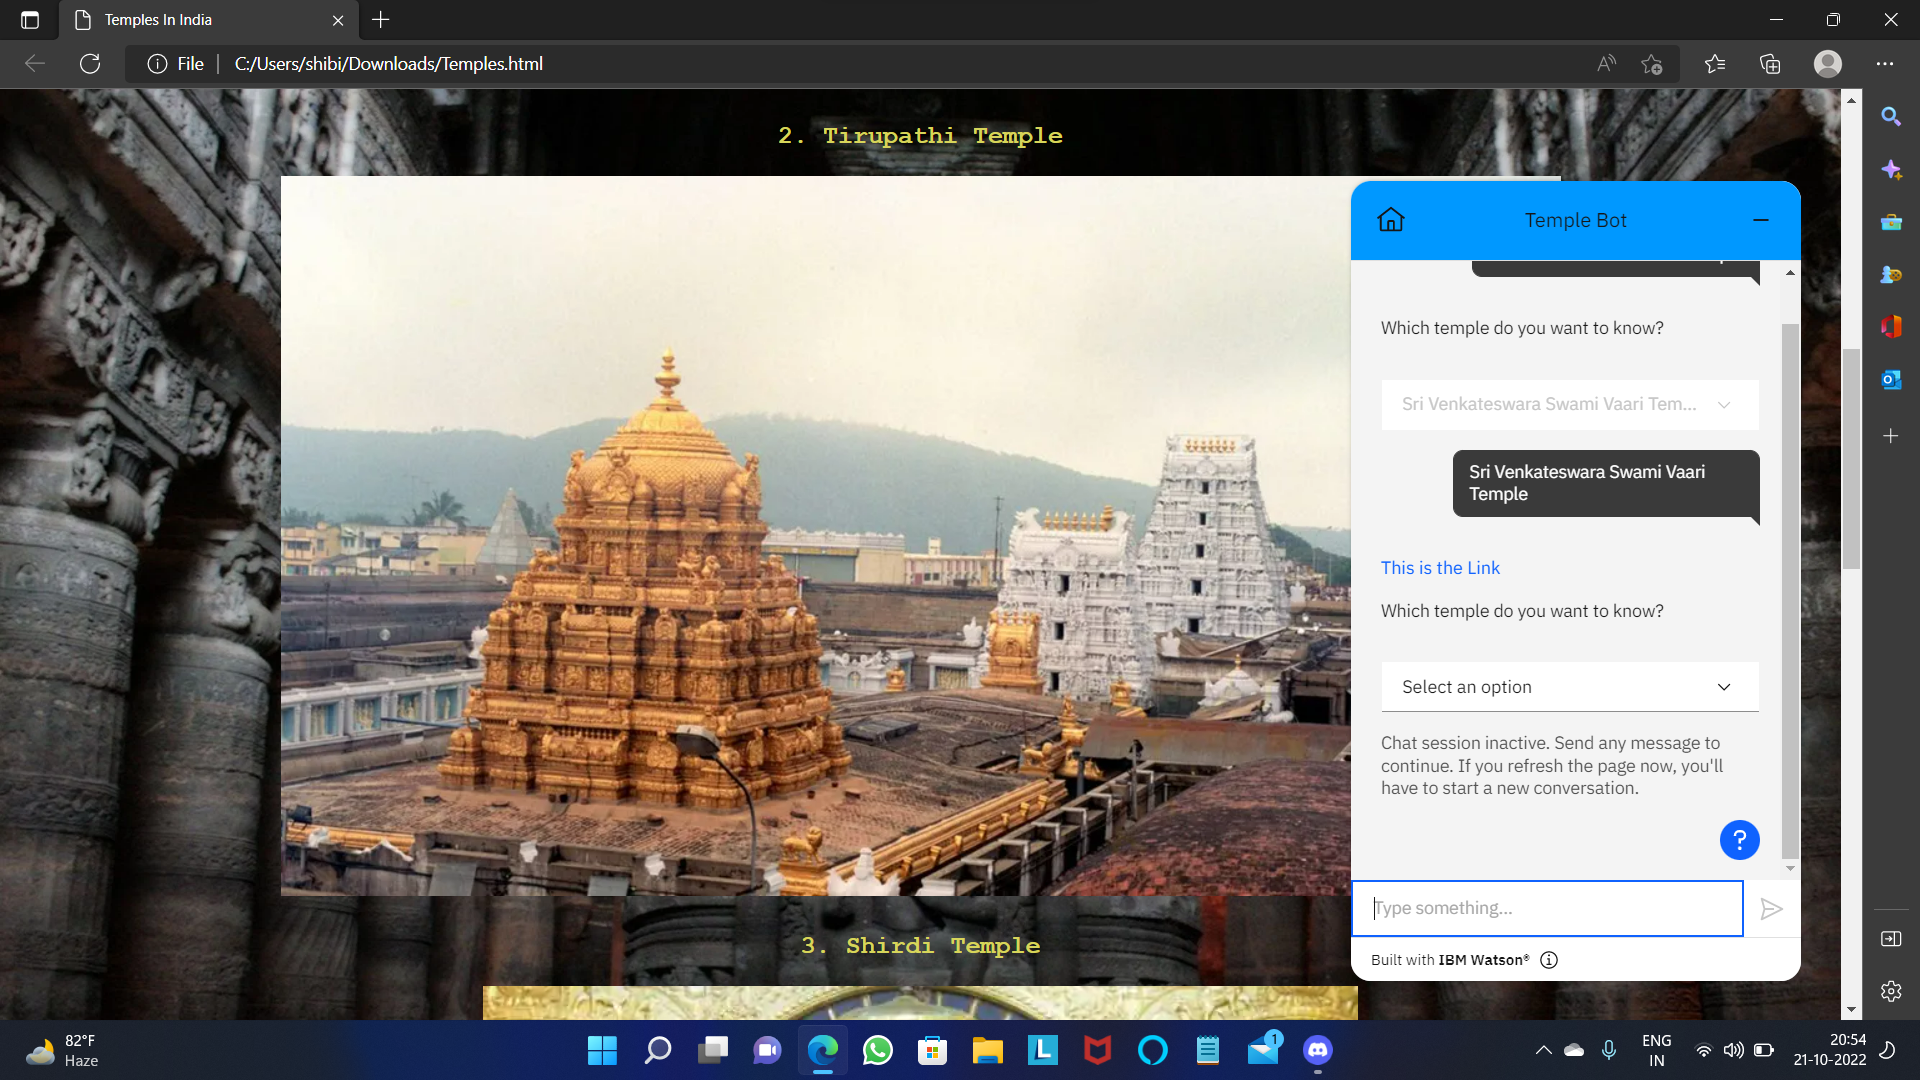 Temples In India
File
C:/Users/shibi/Downloads/Temples.html
2. Tirupathi Temple
Temple Bot
Which temple do you want to know?
Sri Venkateswara Swami Vaari Tem...
Sri Venkateswara Swami Vaari
Temple
This is the Link
Which temple do you want to know?
Select an option
Chat session inactive. Send any message to
continue. If you refresh the page now, you'll
have to start a new conversation.
?
Type something...
Built with IBM Watson®
3. Shirdi Temple
82°F
Haze
L
1
ENG
IN
20:54
21-10-2022